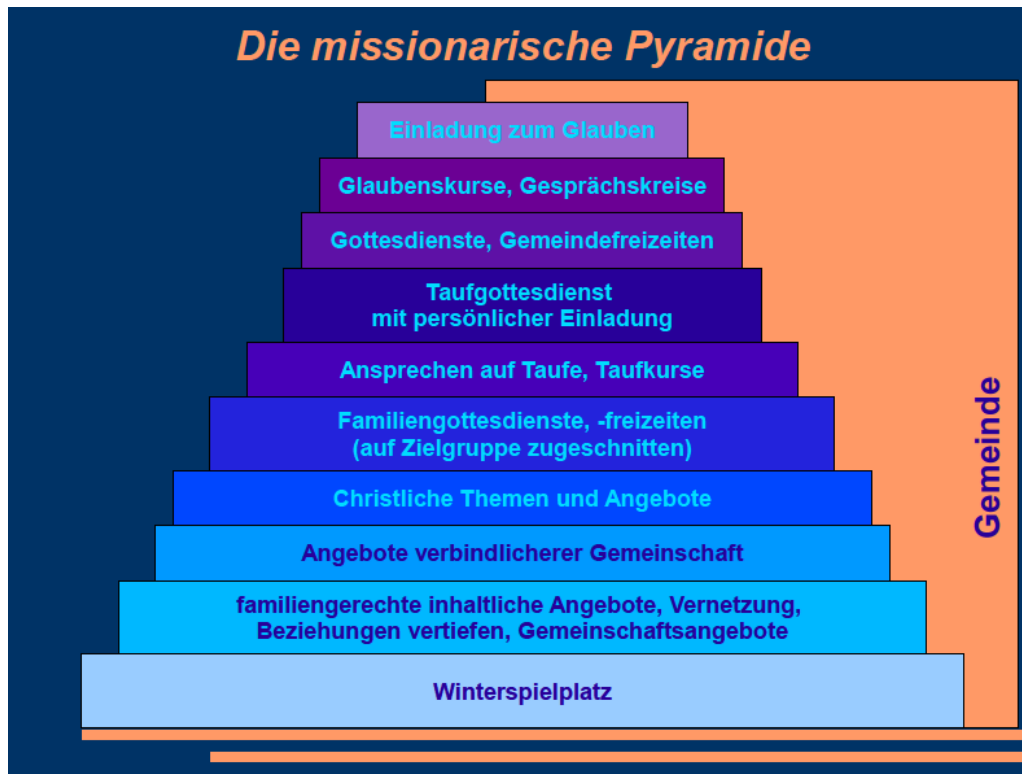 Die missionarische Pyramide
Einladung zum Glauben
Glaubenskurse, Gesprächskreise
Gottesdienste, Gemeindefreizeiten
Taufgottesdienst
mit persönlicher Einladung
Ansprechen auf Taufe, Taufkurse
Familiengottesdienste, -freizeiten
(auf Zielgruppe zugeschnitten)
Christliche Themen und Angebote
Angebote verbindlicherer Gemeinschaft
familiengerechte inhaltliche Angebote, Vernetzung,
Beziehungen vertiefen, Gemeinschaftsangebote
Winterspielplatz
Gemeinde